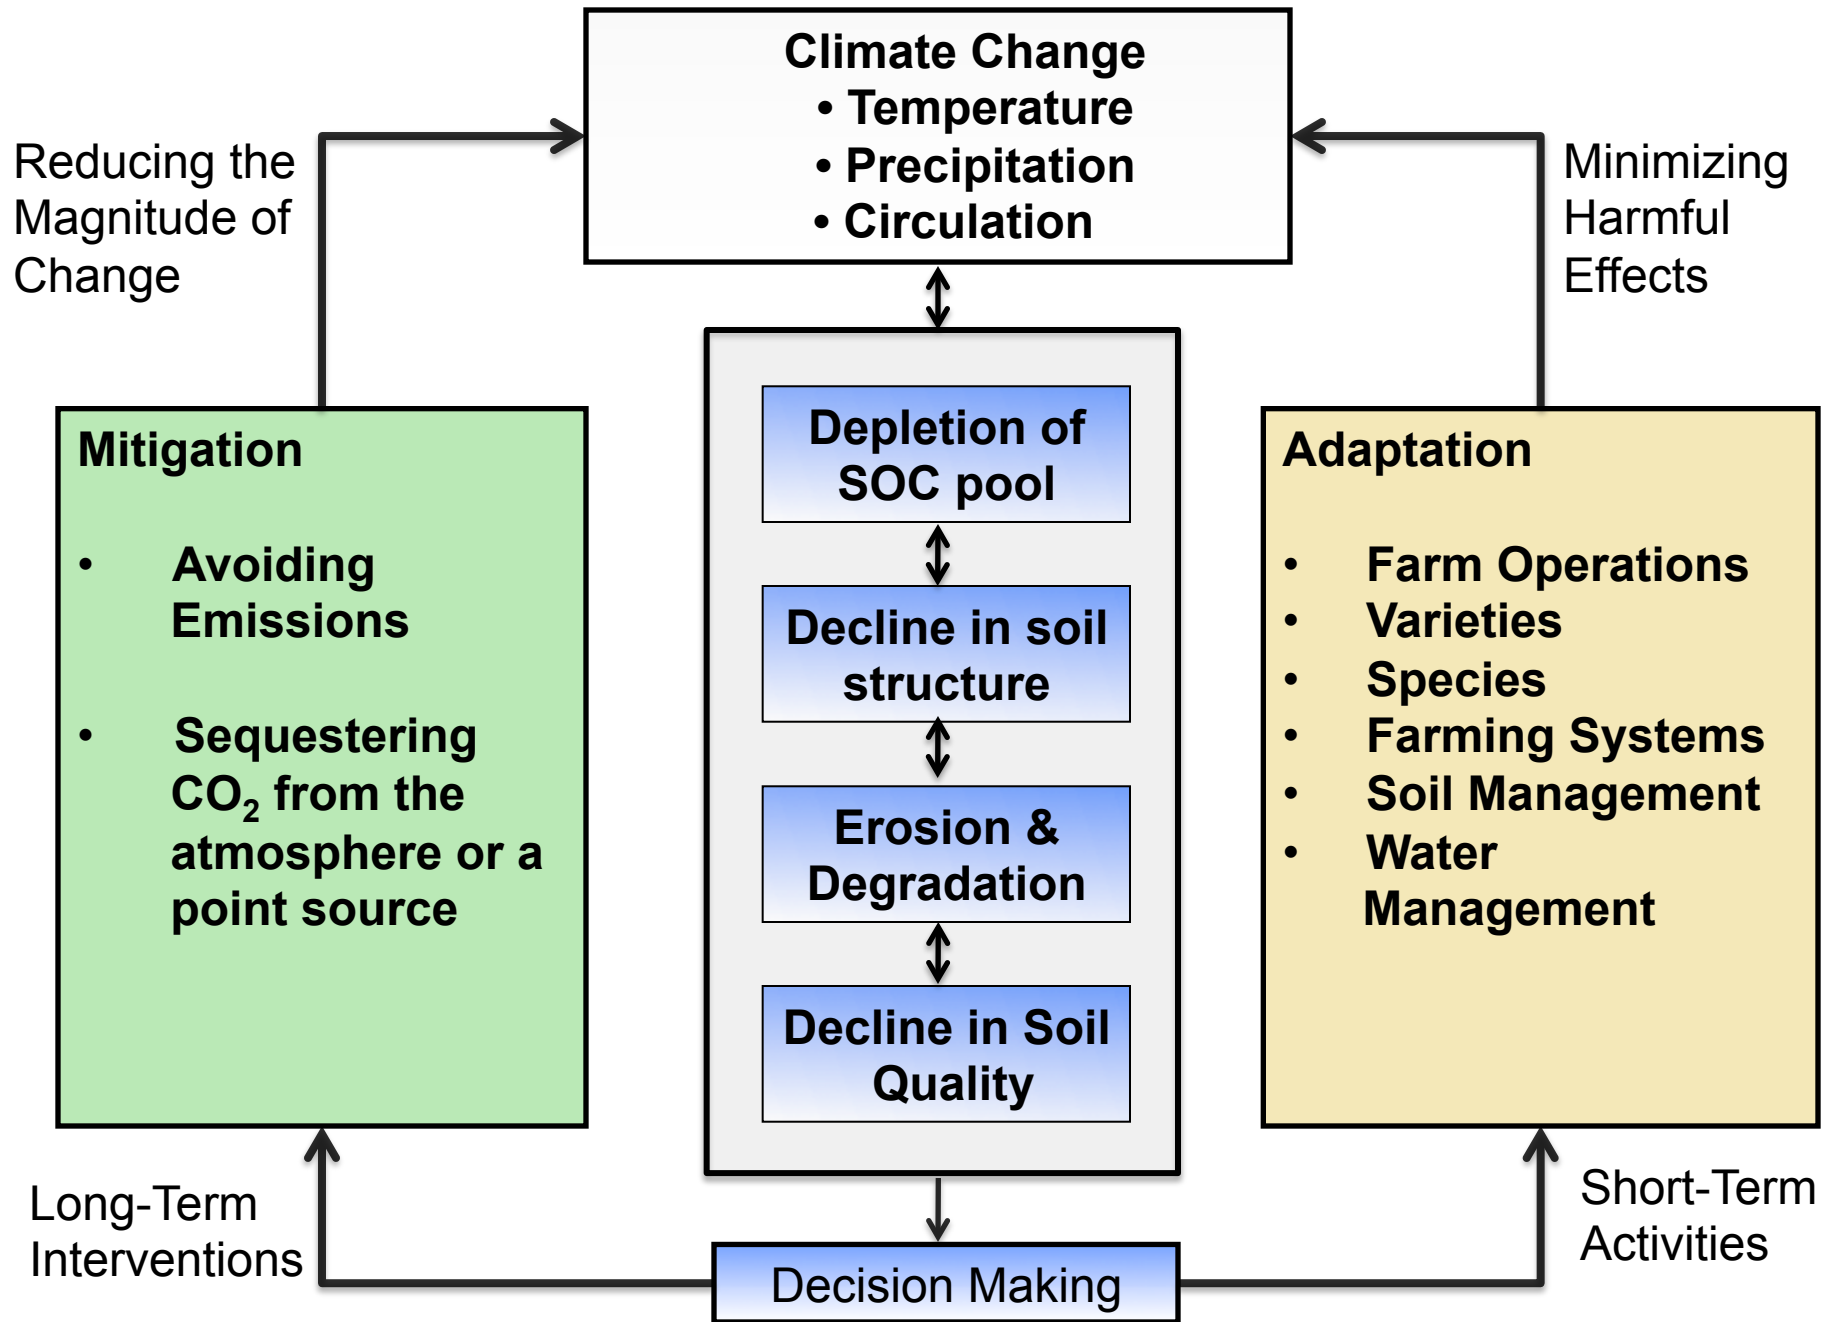 Climate Change
• Temperature
• Precipitation
• Circulation
Reducing the
Magnitude of
Change
Minimizing
Harmful
Effects
Mitigation
• Avoiding
Emissions
• Sequestering
CO₂ from the
atmosphere or a
point source
Depletion of
SOC pool
Decline in soil
structure
Erosion &
Degradation
Decline in Soil
Quality
Adaptation
• Farm Operations
• Varieties
• Species
• Farming Systems
• Soil Management
• Water
Management
Long-Term
Interventions
Decision Making
Short-Term
Activities